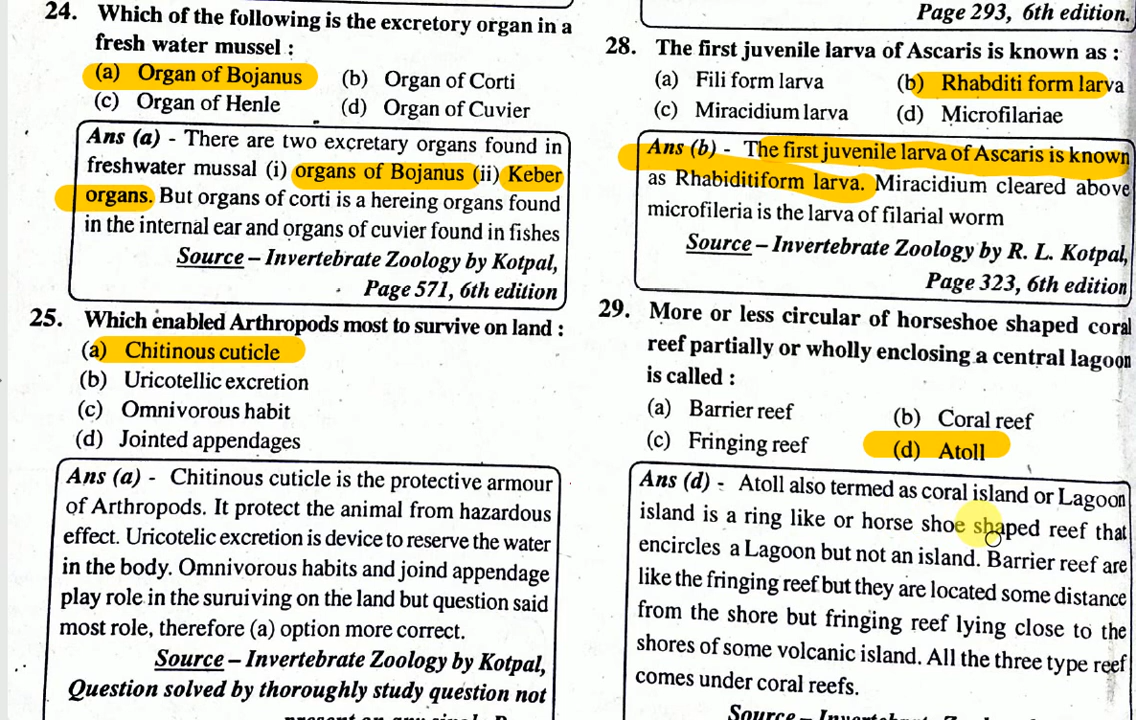 24. Which of the following is the excretory organ in a
fresh water mussel :
(a) Organ of Bojanus (b) Organ of Corti
(c) Organ of Henle (d) Organ of Cuvier
Ans (a) - There are two excretary organs found in
freshwater mussal (i) organs of Bojanus (ii) Keber
organs. But organs of corti is a hereing organs found
in the internal ear and organs of cuvier found in fishes
Source – Invertebrate Zoology by Kotpal,
Page 571, 6th edition
25. Which enabled Arthropods most to survive on land :
(a) Chitinous cuticle
(b) Uricotellic excretion
(c) Omnivorous habit
(d) Jointed appendages
Ans (a) - Chitinous cuticle is the protective armour
of Arthropods. It protect the animal from hazardous
effect. Uricotelic excretion is device to reserve the water
in the body. Omnivorous habits and joind appendage
play role in the suruiving on the land but question said
most role, therefore (a) option more correct.
Source – Invertebrate Zoology by Kotpal,
Question solved by thoroughly study question not
Page 293, 6th edition.
28. The first juvenile larva of Ascaris is known as :
(a) Fili form larva (b) Rhabditi form larva
(c) Miracidium larva (d) Microfilariae
Ans (b) - The first juvenile larva of Ascaris is known
as Rhabiditiform larva. Miracidium cleared above
microfileria is the larva of filarial worm
Source – Invertebrate Zoology by R. L. Kotpal,
Page 323, 6th edition
29. More or less circular of horseshoe shaped coral
reef partially or wholly enclosing a central lagoon
is called :
(a) Barrier reef (b) Coral reef
(c) Fringing reef (d) Atoll
Ans (d) - Atoll also termed as coral island or Lagoon
island is a ring like or horse shoe shaped reef that
encircles a Lagoon but not an island. Barrier reef are
like the fringing reef but they are located some distance
from the shore but fringing reef lying close to the
shores of some volcanic island. All the three type reef
comes under coral reefs.